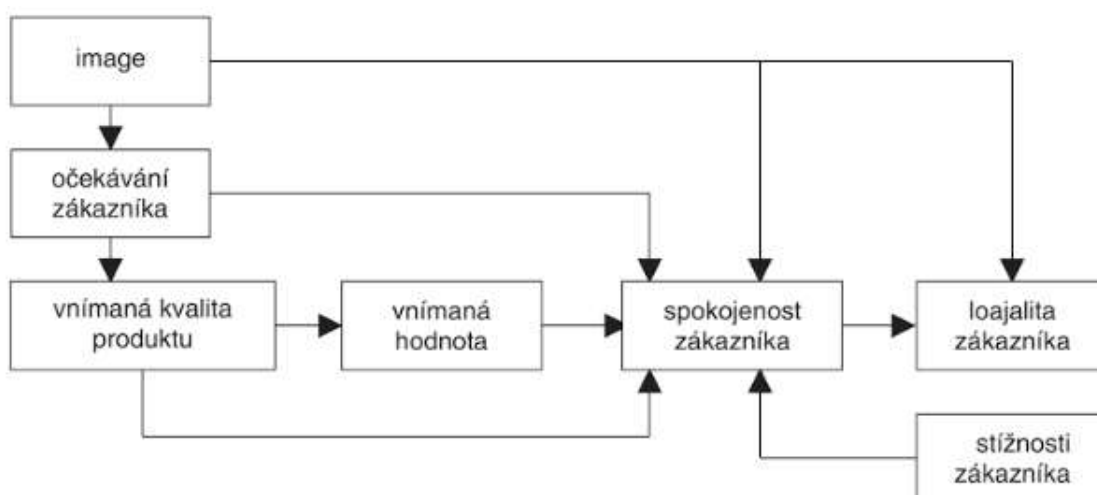 image
očekávání
zákazníka
vnímaná kvalita
produktu
vnímaná
hodnota
spokojenost
zákazníka
loajalita
zákazníka
stížnosti
zákazníka